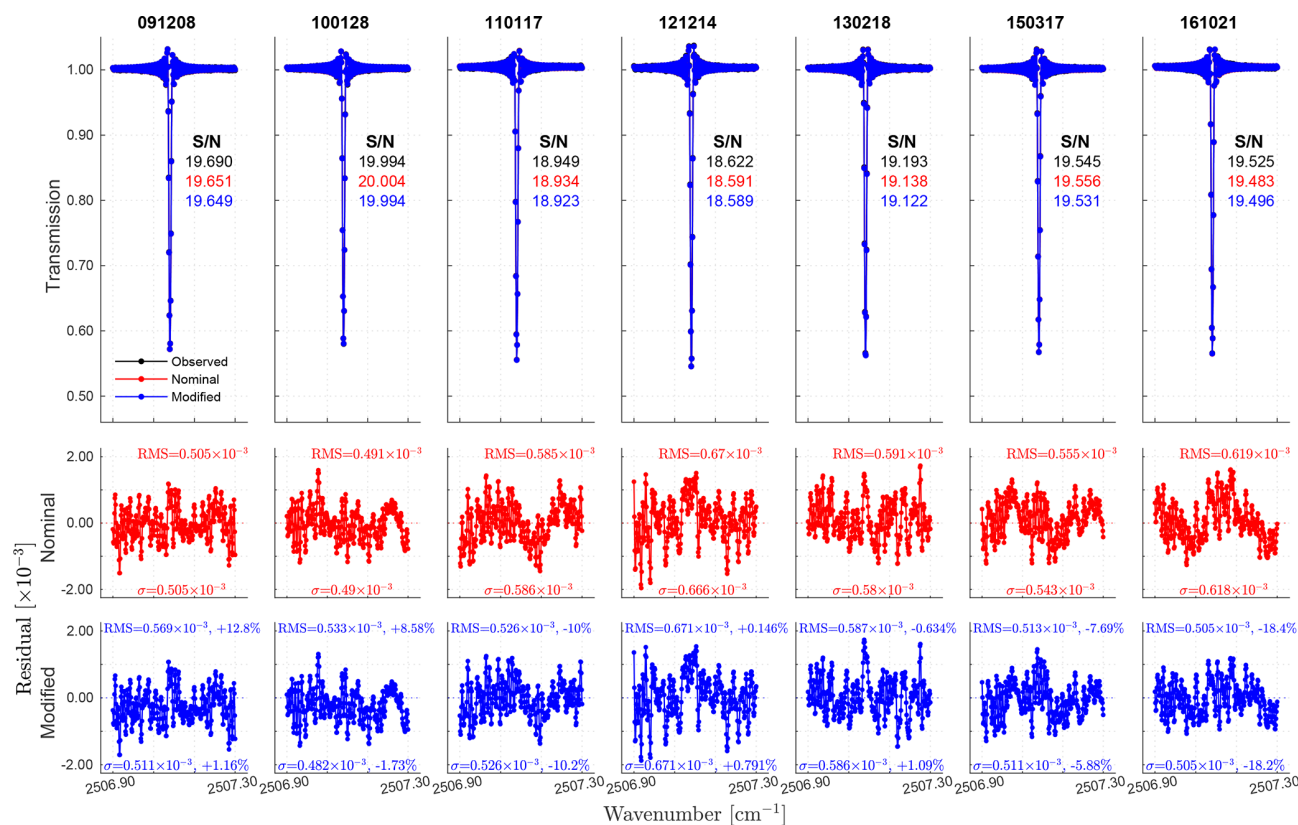 091208 100128 110117 121214 130218 150317 161021
1.00
0.90
0.80
0.70
0.60
0.50
Transmission
S/N S/N S/N S/N S/N S/N S/N
19.690 19.994 18.949 18.622 19.193 19.545 19.525
19.651 20.004 18.934 18.591 19.138 19.556 19.483
19.649 19.994 18.923 18.589 19.122 19.531 19.496
Observed
Nominal
Modified
Residual [×10⁻³]
Nominal
2.00
0.00
-2.00
RMS=0.505×10⁻³ RMS=0.491×10⁻³ RMS=0.585×10⁻³ RMS=0.67×10⁻³ RMS=0.591×10⁻³ RMS=0.555×10⁻³ RMS=0.619×10⁻³
σ=0.505×10⁻³ σ=0.49×10⁻³ σ=0.586×10⁻³ σ=0.666×10⁻³ σ=0.58×10⁻³ σ=0.543×10⁻³ σ=0.618×10⁻³
Modified
2.00
0.00
-2.00
RMS=0.569×10⁻³, +12.8% RMS=0.533×10⁻³, +8.58% RMS=0.526×10⁻³, -10% RMS=0.671×10⁻³, +0.146% RMS=0.587×10⁻³, -0.634% RMS=0.513×10⁻³, -7.69% RMS=0.505×10⁻³, -18.4%
σ=0.511×10⁻³, +1.16% σ=0.482×10⁻³, -1.73% σ=0.526×10⁻³, -10.2% σ=0.671×10⁻³, +0.791% σ=0.586×10⁻³, +1.09% σ=0.511×10⁻³, -5.88% σ=0.505×10⁻³, -18.2%
2506.90 2507.30 2506.90 2507.30 2506.90 2507.30 2506.90 2507.30 2506.90 2507.30 2506.90 2507.30 2506.90 2507.30
Wavenumber [cm⁻¹]